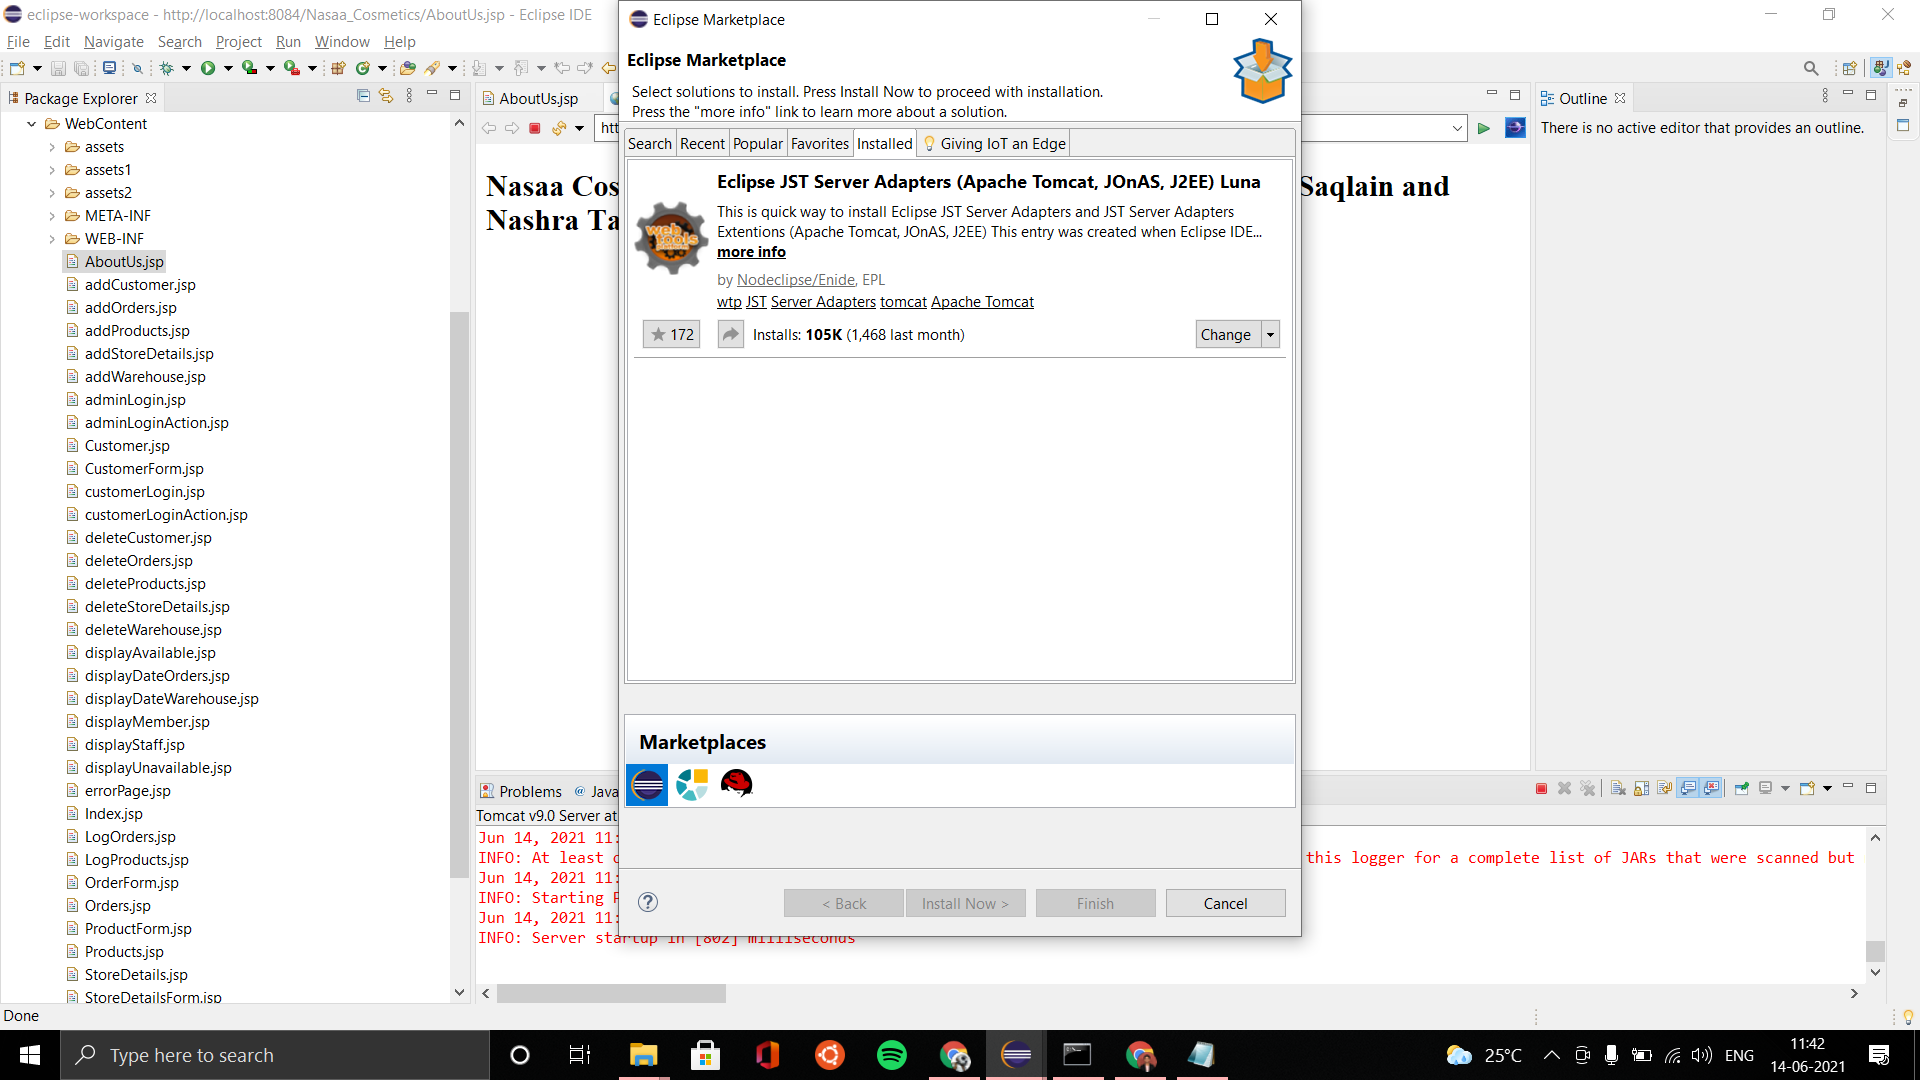 eclipse-workspace - http://localhost:8084/Nasaa_Cosmetics/AboutUs.jsp - Eclipse IDE
File Edit Navigate Search Project Run Window Help
Package Explorer
WebContent
assets
assets1
assets2
META-INF
WEB-INF
AboutUs.jsp
addCustomer.jsp
addOrders.jsp
addProducts.jsp
addStoreDetails.jsp
addWarehouse.jsp
adminLogin.jsp
adminLoginAction.jsp
Customer.jsp
CustomerForm.jsp
customerLogin.jsp
customerLoginAction.jsp
deleteCustomer.jsp
deleteOrders.jsp
deleteProducts.jsp
deleteStoreDetails.jsp
deleteWarehouse.jsp
displayAvailable.jsp
displayDateOrders.jsp
displayDateWarehouse.jsp
displayMember.jsp
displayStaff.jsp
displayUnavailable.jsp
errorPage.jsp
Index.jsp
LogOrders.jsp
LogProducts.jsp
OrderForm.jsp
Orders.jsp
ProductForm.jsp
Products.jsp
StoreDetails.jsp
StoreDetailsForm.jsp
Done
AboutUs.jsp
htt
Nasaa Cos
Saqlain and
Nashra Ta
Eclipse Marketplace
Eclipse Marketplace
Select solutions to install. Press Install Now to proceed with installation.
Press the "more info" link to learn more about a solution.
Search Recent Popular Favorites Installed Giving IoT an Edge
Eclipse JST Server Adapters (Apache Tomcat, JOnAS, J2EE) Luna
web tools
This is quick way to install Eclipse JST Server Adapters and JST Server Adapters
Extentions (Apache Tomcat, JOnAS, J2EE) This entry was created when Eclipse IDE...
more info
by Nodeclipse/Enide, EPL
wtp JST Server Adapters tomcat Apache Tomcat
172 Installs: 105K (1,468 last month) Change
Marketplaces
< Back Install Now > Finish Cancel
Outline
There is no active editor that provides an outline.
Problems @ Java
Tomcat v9.0 Server at
Jun 14, 2021 11:
INFO: At least o this logger for a complete list of JARs that were scanned but
Jun 14, 2021 11:
INFO: Starting P
Jun 14, 2021 11:
INFO: Server startup in [802] milliseconds
Type here to search
25°C ENG
11:42
14-06-2021